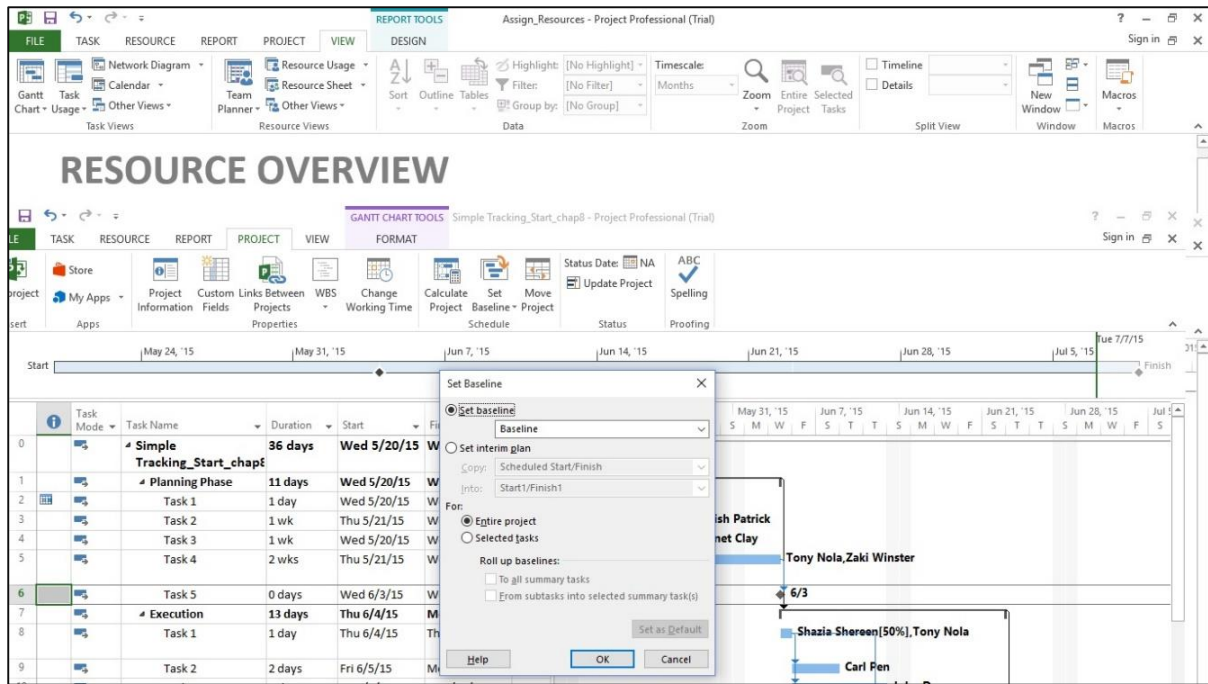 REPORT TOOLS Assign_Resources - Project Professional (Trial) ?
FILE TASK RESOURCE REPORT PROJECT VIEW DESIGN Sign in
Network Diagram Resource Usage Highlight: [No Highlight] Timescale: Timeline
Calendar Resource Sheet Filter: [No Filter] Months Details
Other Views Other Views Group by: [No Group]
Gantt Chart Task Usage Team Planner Sort Outline Tables Zoom Entire Project Selected Tasks New Window Macros
Task Views Resource Views Data Zoom Split View Window Macros
RESOURCE OVERVIEW
GANTT CHART TOOLS Simple Tracking_Start_chap8 - Project Professional (Trial) ?
LE TASK RESOURCE REPORT PROJECT VIEW FORMAT Sign in
Store Status Date: NA ABC
My Apps Update Project
project Project Information Custom Fields Links Between Projects WBS Change Working Time Calculate Project Set Baseline Move Project Spelling
sert Apps Properties Schedule Status Proofing
Tue 7/7/15
May 24, '15 May 31, '15 Jun 7, '15 Jun 14, '15 Jun 21, '15 Jun 28, '15 Jul 5, '15
Start Finish
Set Baseline
Set baseline
Baseline
Set interim plan
Copy: Scheduled Start/Finish
Into: Start1/Finish1
For:
Entire project
Selected tasks
Roll up baselines:
To all summary tasks
From subtasks into selected summary task(s)
Set as Default
Help OK Cancel
Task Mode Task Name Duration Start Fi
0 Simple Tracking_Start_chap8 36 days Wed 5/20/15 W
1 Planning Phase 11 days Wed 5/20/15 W
2 Task 1 1 day Wed 5/20/15 W
3 Task 2 1 wk Thu 5/21/15 W
4 Task 3 1 wk Wed 5/20/15 W
5 Task 4 2 wks Thu 5/21/15 W
6 Task 5 0 days Wed 6/3/15 W
7 Execution 13 days Thu 6/4/15 M
8 Task 1 1 day Thu 6/4/15 Th
9 Task 2 2 days Fri 6/5/15 M
May 31, '15 Jun 7, '15 Jun 14, '15 Jun 21, '15 Jun 28, '15 Jul
S M W F S T T S M W F S T T S M W F S
ish Patrick
net Clay
Tony Nola,Zaki Winster
6/3
Shazia Shereen[50%],Tony Nola
Carl Pen